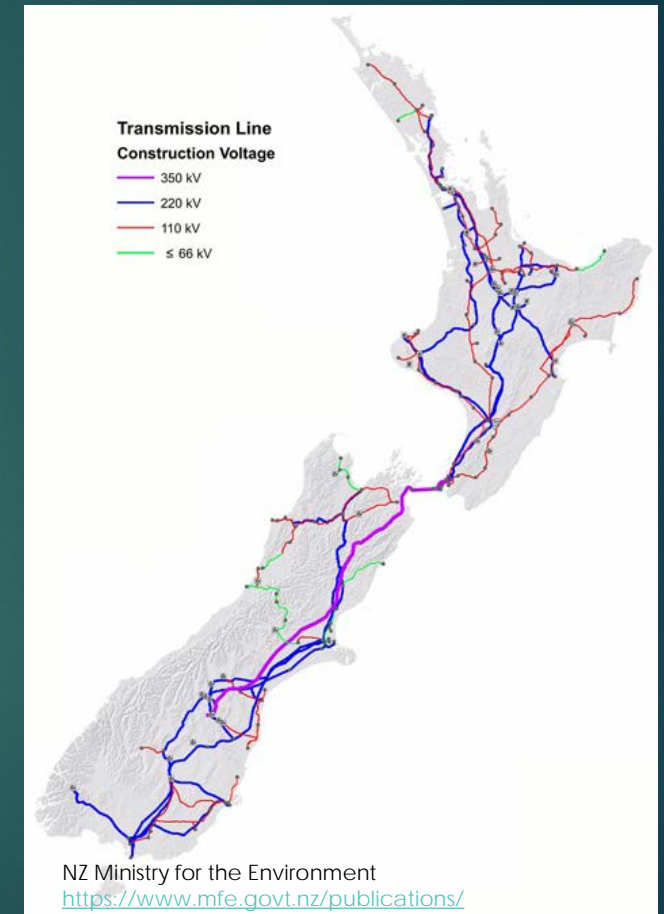 Transmission Line
Construction Voltage
350 kV
220 kV
110 kV
≤ 66 kV
NZ Ministry for the Environment
https://www.mfe.govt.nz/publications/